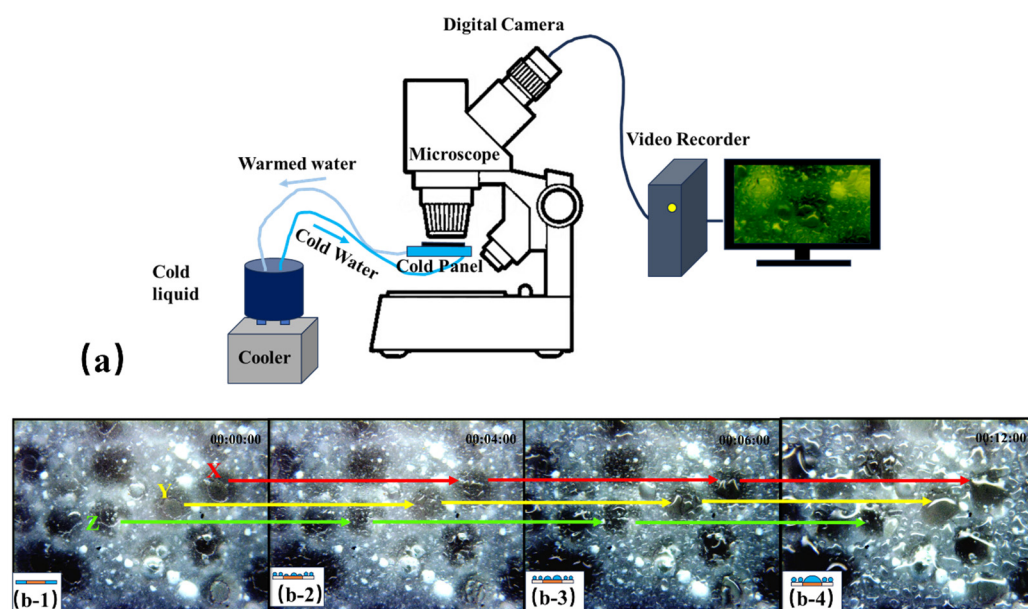 Digital Camera
Video Recorder
Microscope
Warmed water
Cold Water
Cold Panel
Cold
liquid
Cooler
(a)
00:00:00
00:04:00
00:06:00
00:12:00
X
Y
Z
(b-1)
(b-2)
(b-3)
(b-4)